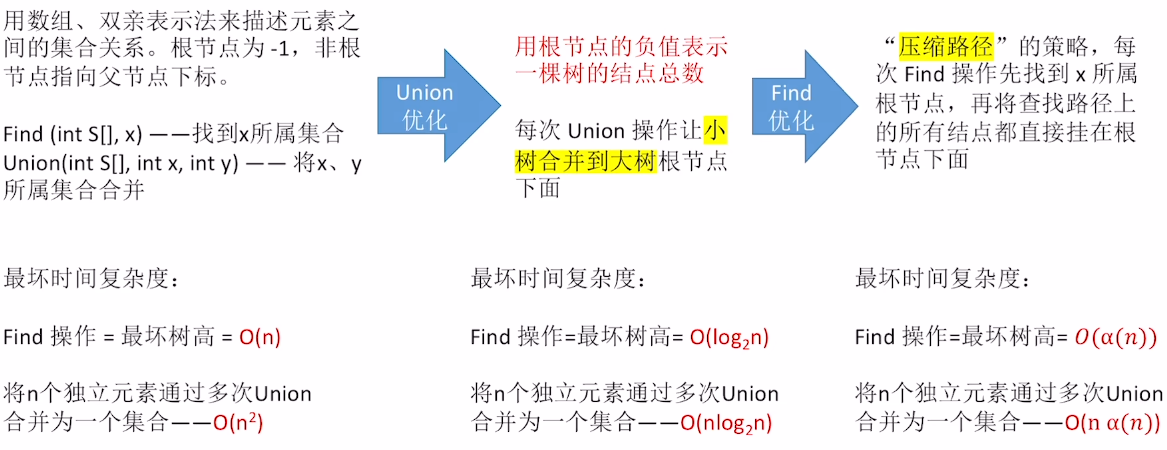 用数组、双亲表示法来描述元素之
间的集合关系。根节点为 -1，非根
节点指向父节点下标。
Find (int S[], x) ——找到x所属集合
Union(int S[], int x, int y) —— 将x、y
所属集合合并
Union
优化
用根节点的负值表示
一棵树的结点总数
每次 Union 操作让小
树合并到大树根节点
下面
Find
优化
“压缩路径”的策略，每
次 Find 操作先找到 x 所属
根节点，再将查找路径上
的所有结点都直接挂在根
节点下面
最坏时间复杂度：
Find 操作 = 最坏树高 = O(n)
将n个独立元素通过多次Union
合并为一个集合——O(n²)
最坏时间复杂度：
Find 操作=最坏树高= O(log₂n)
将n个独立元素通过多次Union
合并为一个集合——O(nlog₂n)
最坏时间复杂度：
Find 操作=最坏树高= O(α(n))
将n个独立元素通过多次Union
合并为一个集合——O(n α(n))